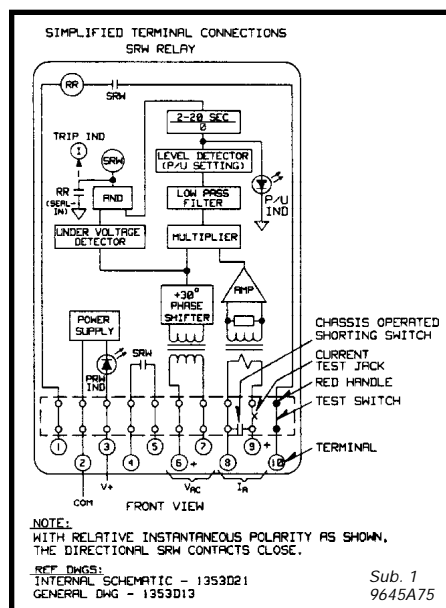 SIMPLIFIED TERMINAL CONNECTIONS
SRW RELAY
RR
SRW
2-20 SEC
0
TRIP IND
I
SRW
LEVEL DETECTOR
(P/U SETTING)
RR
(SEAL-
IN)
AND
LOW PASS
FILTER
P/U
IND
UNDER VOLTAGE
DETECTOR
MULTIPLIER
+30°
PHASE
SHIFTER
AMP
POWER
SUPPLY
PRW
IND
SRW
CHASSIS OPERATED
SHORTING SWITCH
CURRENT
TEST JACK
RED HANDLE
TEST SWITCH
TERMINAL
1 2 3 4 5 6 + 7 8 9 + 10
COM
V+
VAC
IA
FRONT VIEW
NOTE:
WITH RELATIVE INSTANTANEOUS POLARITY AS SHOWN,
THE DIRECTIONAL SRW CONTACTS CLOSE.
REF DWGS:
INTERNAL SCHEMATIC - 1353D21
GENERAL DWG - 1353D13
Sub. 1
9645A75